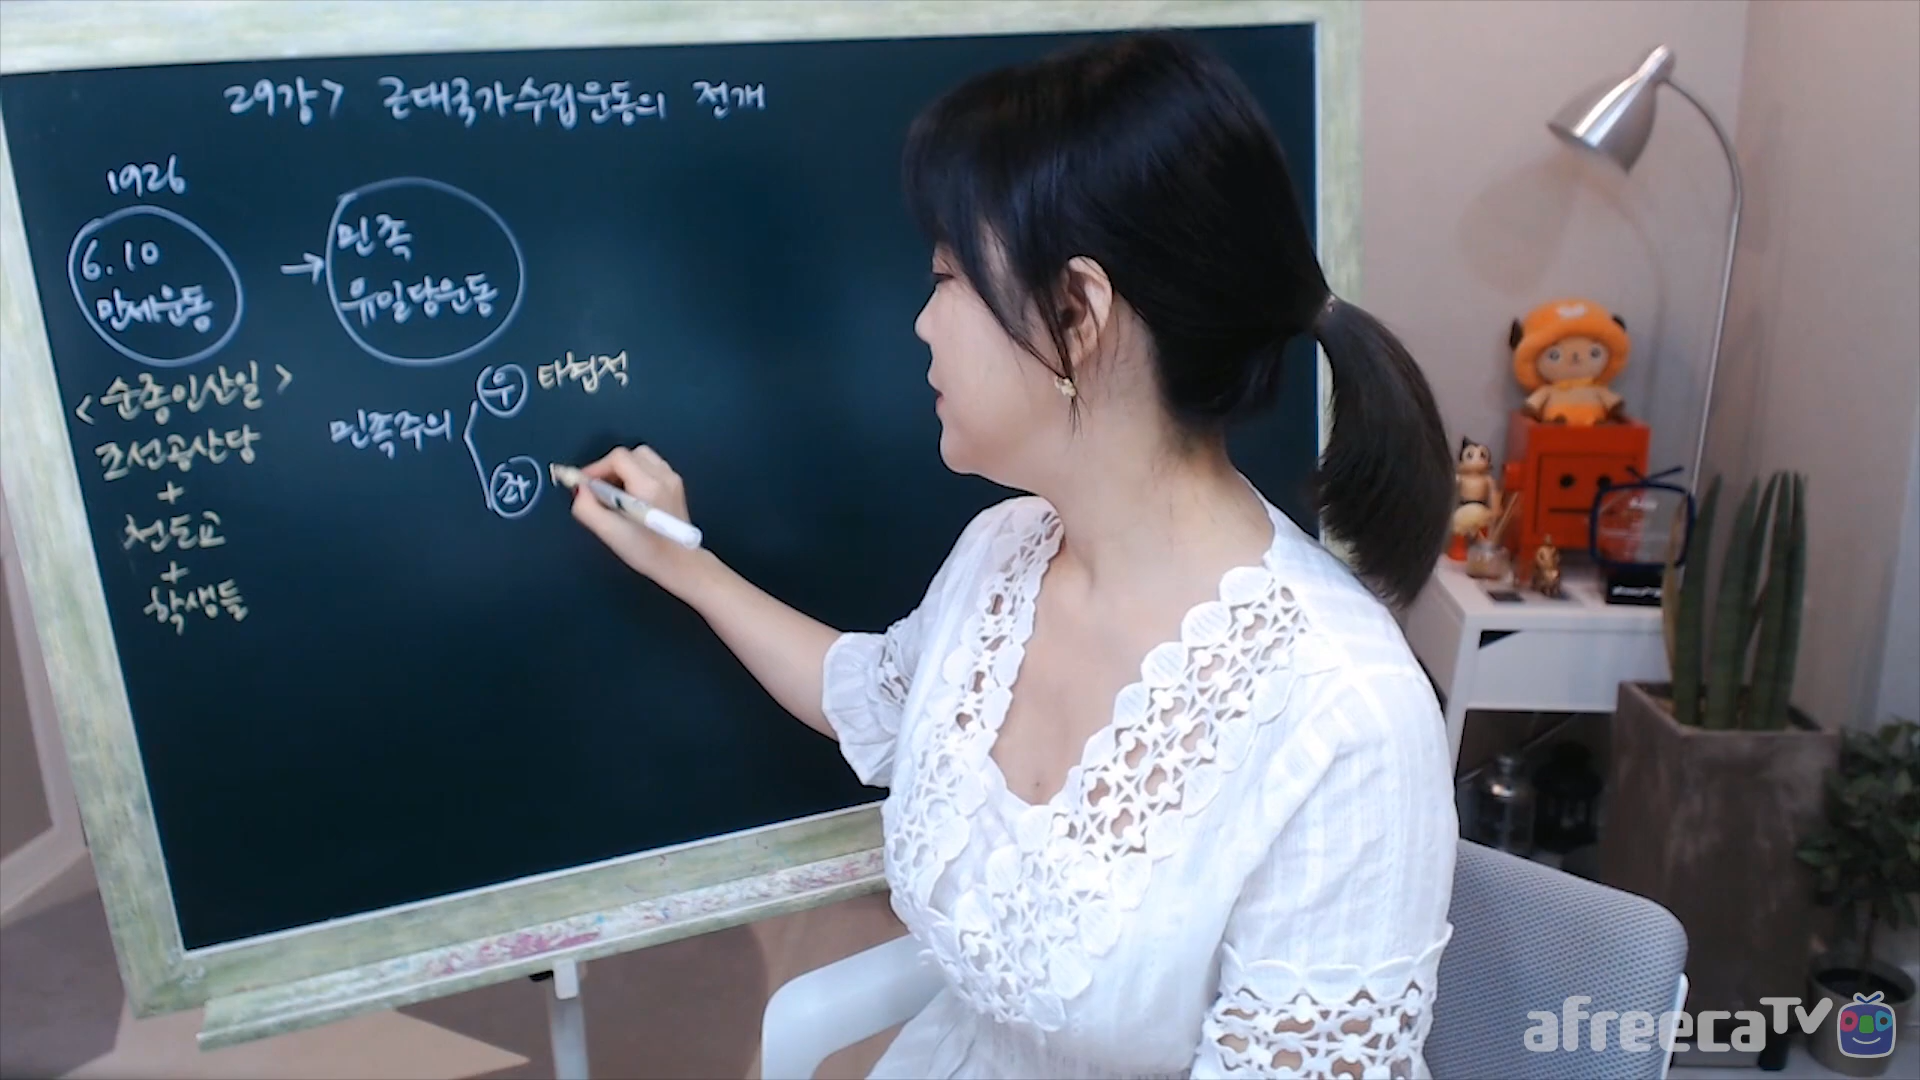 29강> 근대국가수립운동의 전개
1926
6.10
만세운동
→
민족
유일당운동
<순종인산일>
조선공산당
+
천도교
+
학생들
민족주의
우 타협적
좌
afreecaTV